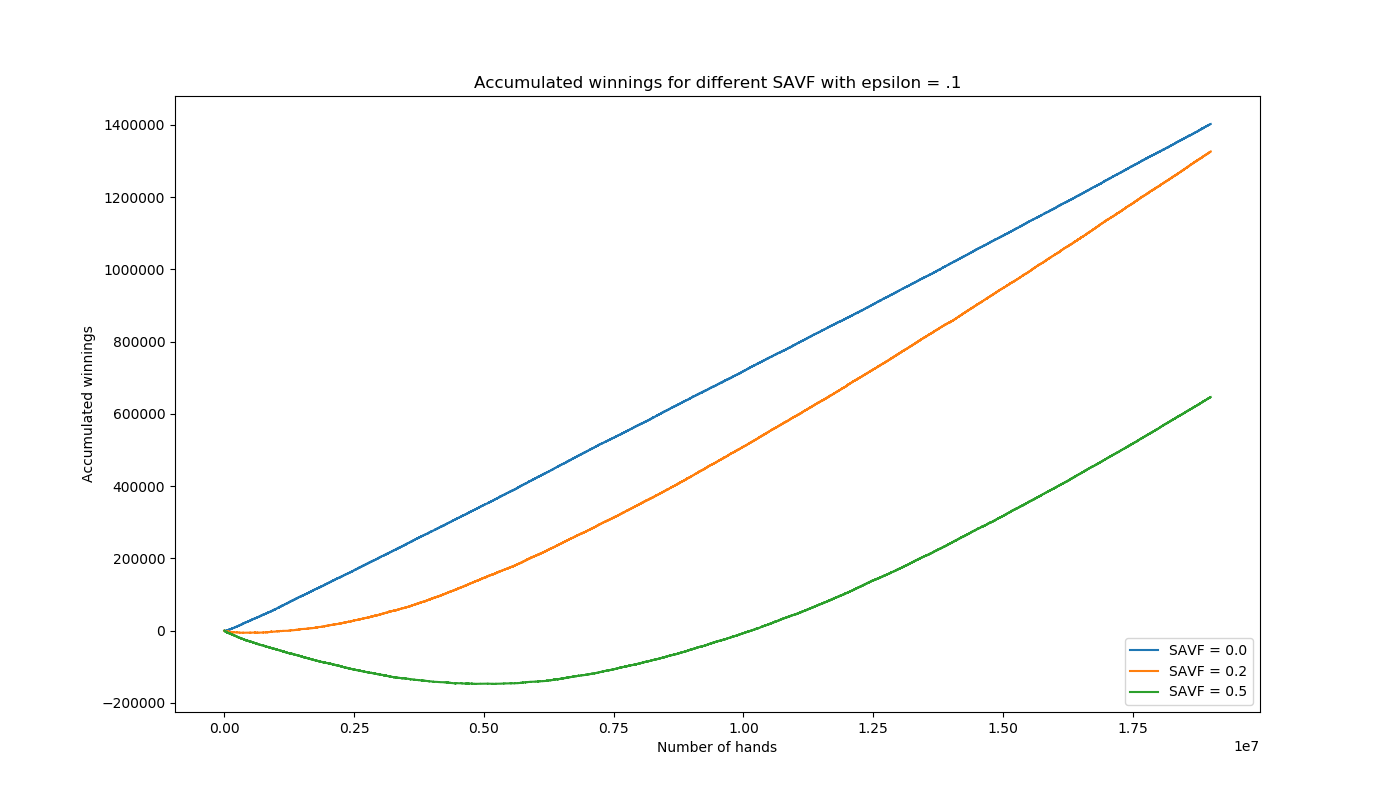 Accumulated winnings for different SAVF with epsilon = .1
Accumulated winnings
1400000
1200000
1000000
800000
600000
400000
200000
0
−200000
0.00 0.25 0.50 0.75 1.00 1.25 1.50 1.75
1e7
Number of hands
SAVF = 0.0
SAVF = 0.2
SAVF = 0.5